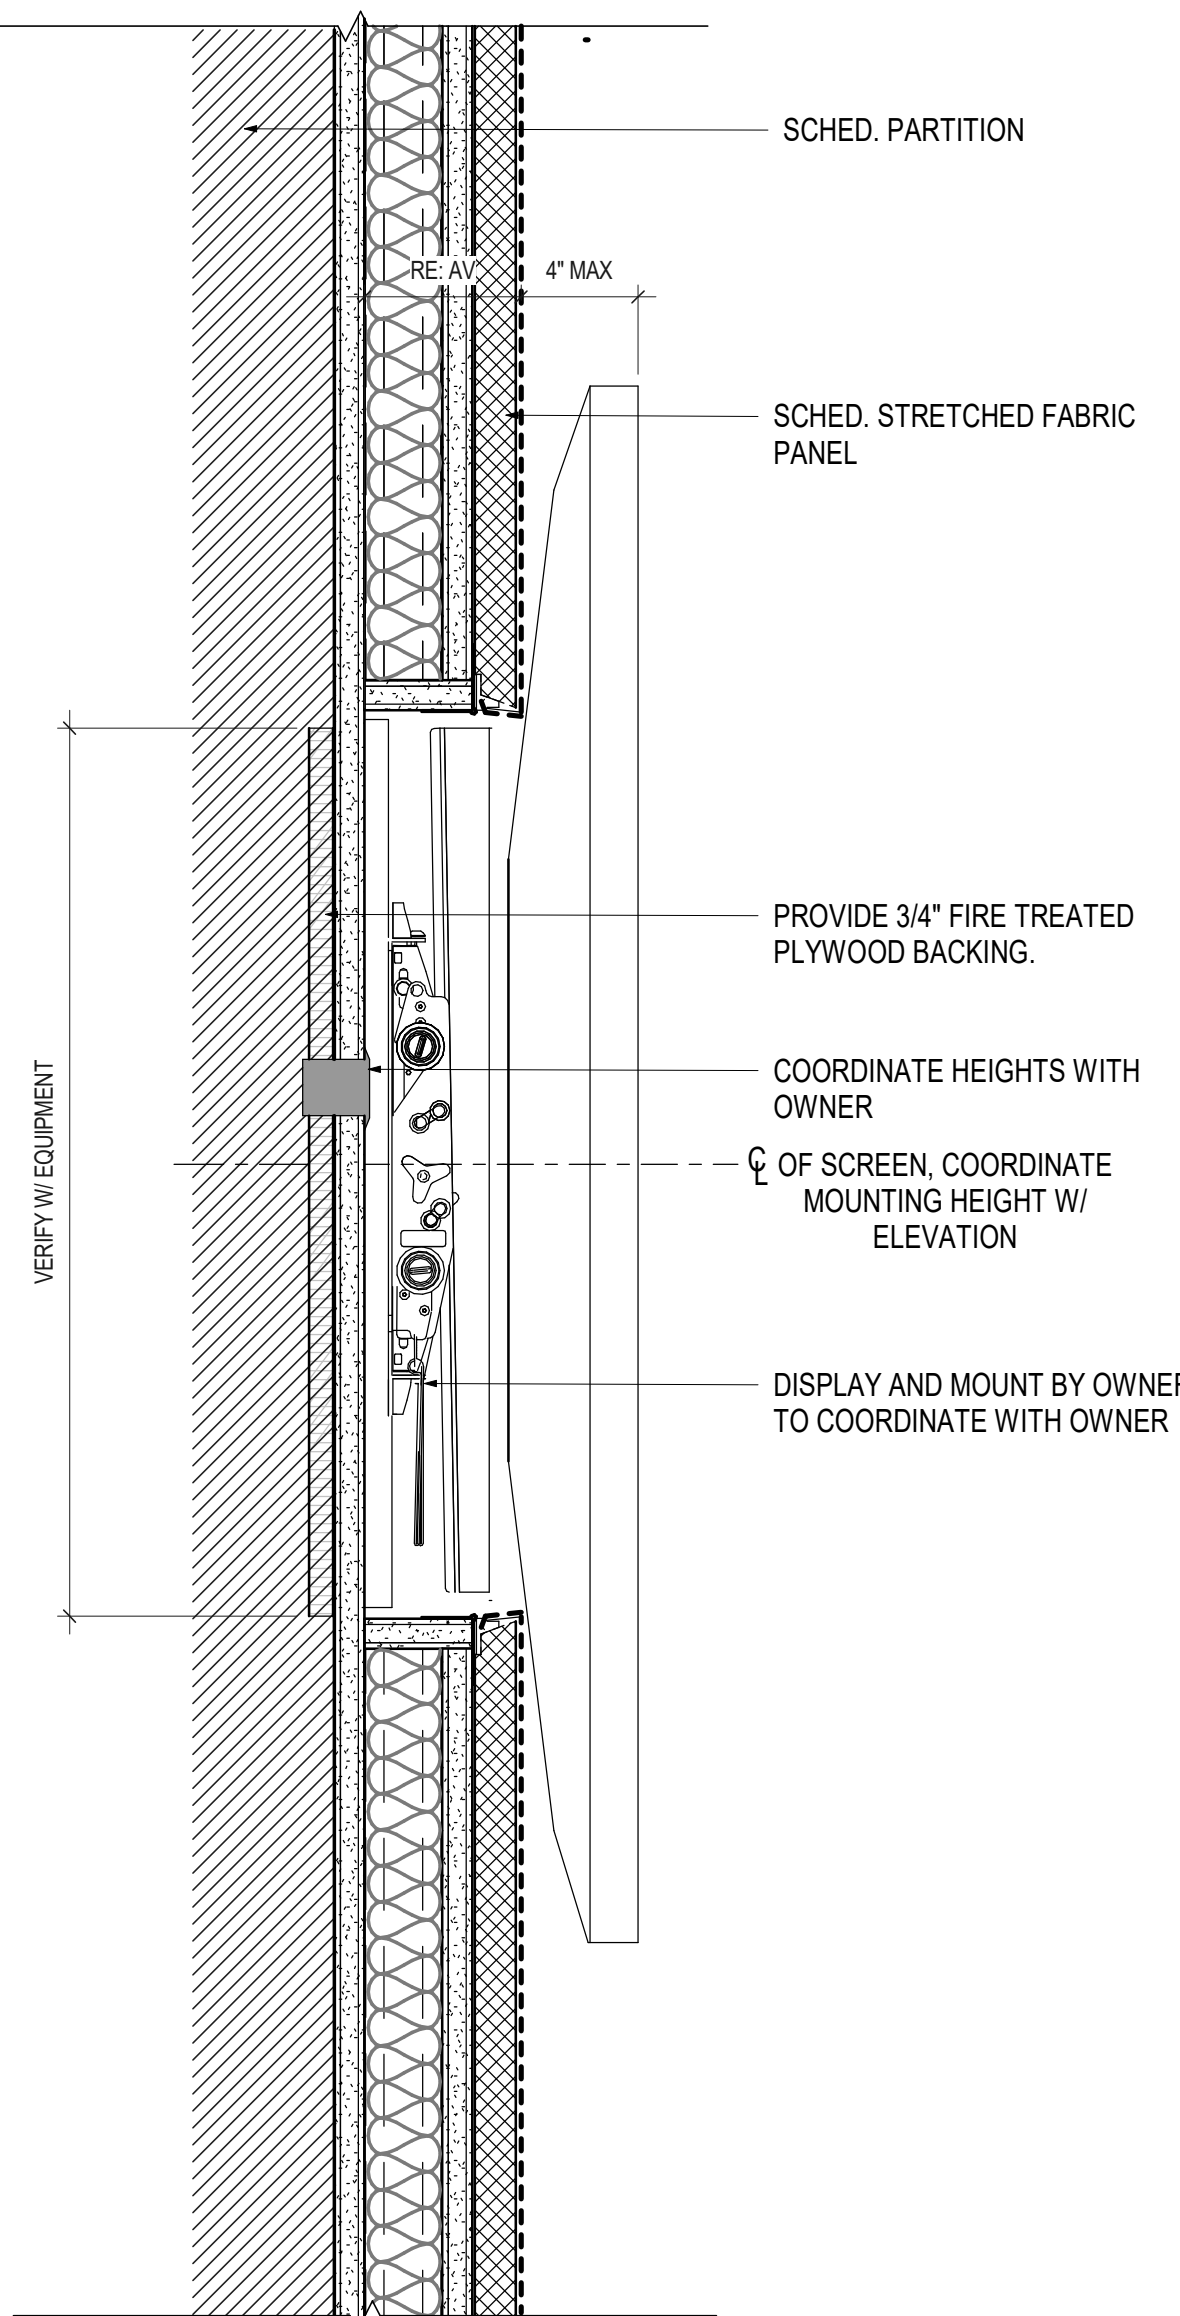 SCHED. PARTITION
RE: AV
4" MAX
SCHED. STRETCHED FABRIC
PANEL
PROVIDE 3/4" FIRE TREATED
PLYWOOD BACKING.
COORDINATE HEIGHTS WITH
OWNER
VERIFY W/ EQUIPMENT
℄ OF SCREEN, COORDINATE
MOUNTING HEIGHT W/
ELEVATION
DISPLAY AND MOUNT BY OWNER
TO COORDINATE WITH OWNER